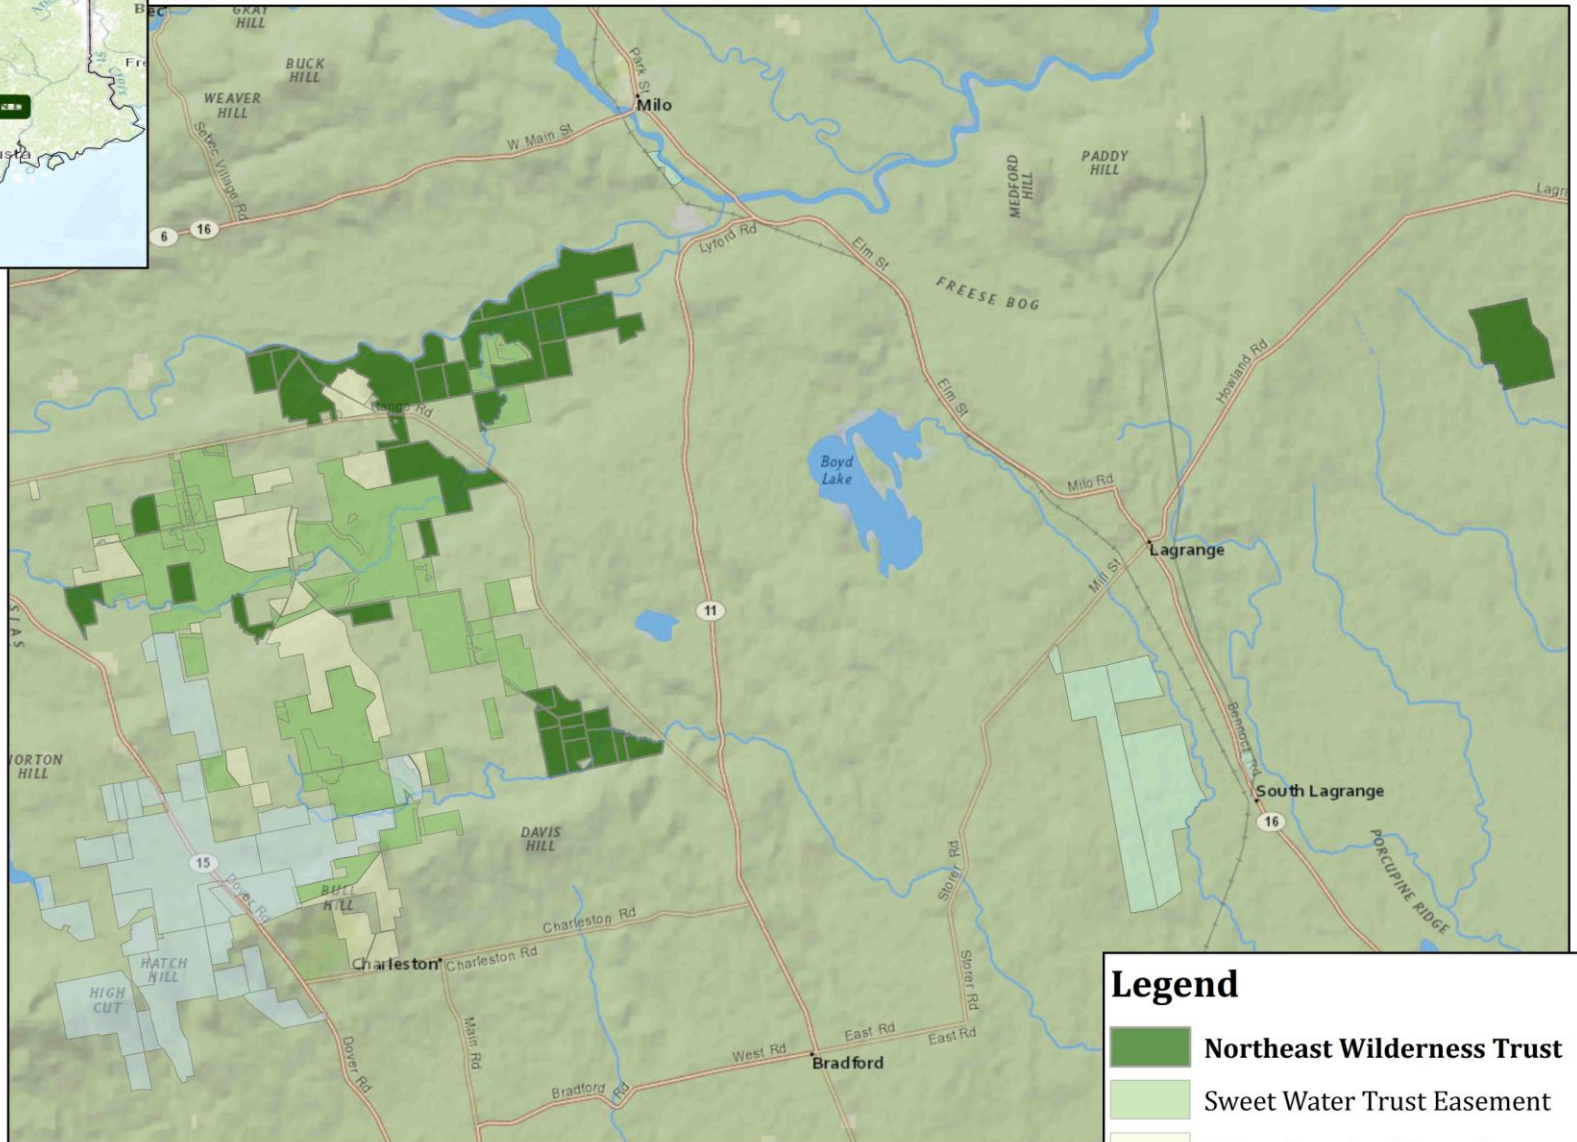 GRAY
HILL
BUCK
HILL
WEAVER
HILL
Park St
Milo
W Main St
Sebec Village Rd
6
16
MEDFORD
HILL
PADDY
HILL
Lyford Rd
Elm St
FREESE BOG
Howland Rd
Range Rd
Elm St
Boyd
Lake
Milo Rd
Lagrange
Mill St
11
Bennoch Rd
South Lagrange
16
PORCUPINE RIDGE
DAVIS
HILL
15
Dover Rd
BULL
HILL
Charleston Rd
Charleston
Charleston Rd
HATCH
HILL
HIGH
CUT
Storer Rd
Storer Rd
Main Rd
Dover Rd
East Rd
East Rd
West Rd
Bradford
Bradford Rd
Legend
Northeast Wilderness Trust
Sweet Water Trust Easement